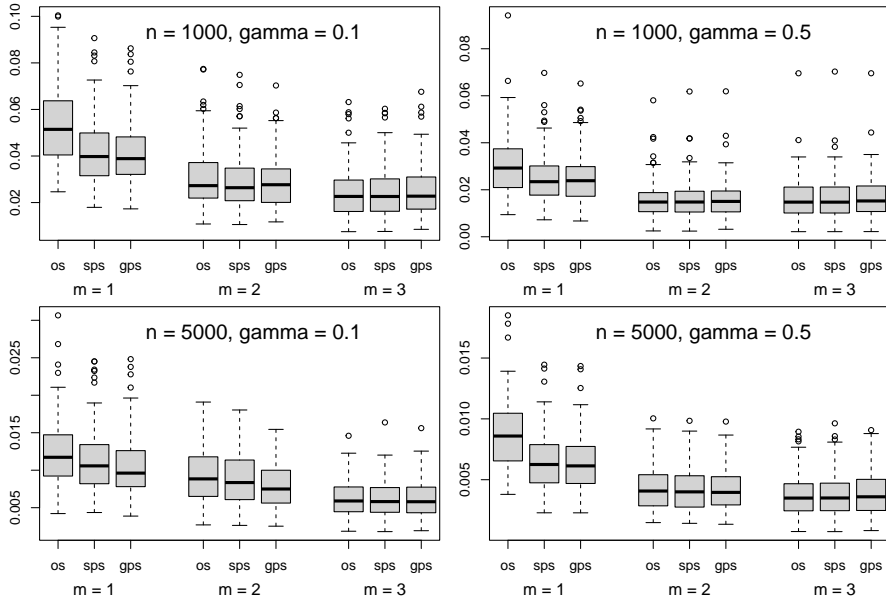 n = 1000, gamma = 0.1
0.10
0.08
0.06
0.04
0.02
os sps gps os sps gps os sps gps
m = 1 m = 2 m = 3
n = 1000, gamma = 0.5
0.08
0.06
0.04
0.02
0.00
os sps gps os sps gps os sps gps
m = 1 m = 2 m = 3
n = 5000, gamma = 0.1
0.025
0.015
0.005
os sps gps os sps gps os sps gps
m = 1 m = 2 m = 3
n = 5000, gamma = 0.5
0.015
0.010
0.005
os sps gps os sps gps os sps gps
m = 1 m = 2 m = 3